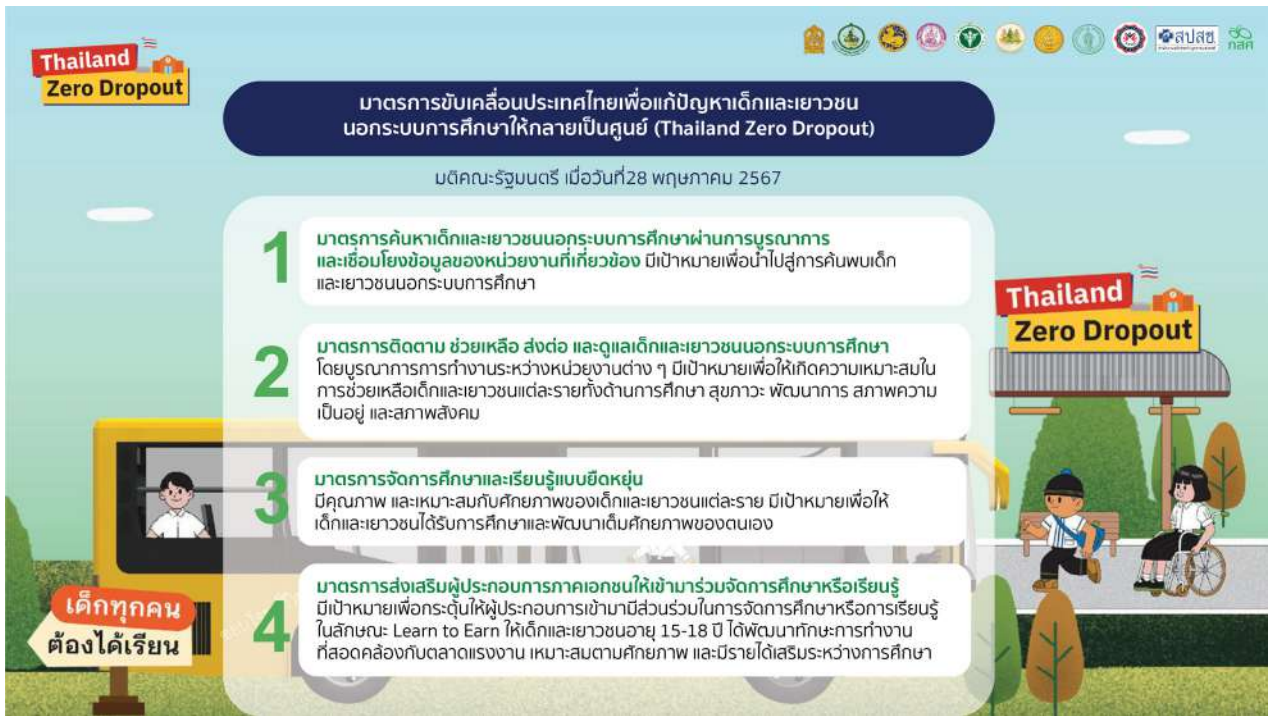 Thailand
Zero Dropout
สปสช.
กสศ
มาตรการขับเคลื่อนประเทศไทยเพื่อแก้ปัญหาเด็กและเยาวชน
นอกระบบการศึกษาให้กลายเป็นศูนย์ (Thailand Zero Dropout)
มติคณะรัฐมนตรี เมื่อวันที่28 พฤษภาคม 2567
1
มาตรการค้นหาเด็กและเยาวชนนอกระบบการศึกษาผ่านการบูรณาการ
และเชื่อมโยงข้อมูลของหน่วยงานที่เกี่ยวข้อง มีเป้าหมายเพื่อนำไปสู่การค้นพบเด็ก
และเยาวชนนอกระบบการศึกษา
2
มาตรการติดตาม ช่วยเหลือ ส่งต่อ และดูแลเด็กและเยาวชนนอกระบบการศึกษา
โดยบูรณาการการทำงานระหว่างหน่วยงานต่าง ๆ มีเป้าหมายเพื่อให้เกิดความเหมาะสมใน
การช่วยเหลือเด็กและเยาวชนแต่ละรายทั้งด้านการศึกษา สุขภาวะ พัฒนาการ สภาพความ
เป็นอยู่ และสภาพสังคม
3
มาตรการจัดการศึกษาและเรียนรู้แบบยืดหยุ่น
มีคุณภาพ และเหมาะสมกับศักยภาพของเด็กและเยาวชนแต่ละราย มีเป้าหมายเพื่อให้
เด็กและเยาวชนได้รับการศึกษาและพัฒนาเต็มศักยภาพของตนเอง
4
มาตรการส่งเสริมผู้ประกอบการภาคเอกชนให้เข้ามาร่วมจัดการศึกษาหรือเรียนรู้
มีเป้าหมายเพื่อกระตุ้นให้ผู้ประกอบการเข้ามามีส่วนร่วมในการจัดการศึกษาหรือการเรียนรู้
ในลักษณะ Learn to Earn ให้เด็กและเยาวชนอายุ 15-18 ปี ได้พัฒนาทักษะการทำงาน
ที่สอดคล้องกับตลาดแรงงาน เหมาะสมตามศักยภาพ และมีรายได้เสริมระหว่างการศึกษา
Thailand
Zero Dropout
เด็กทุกคน
ต้องได้เรียน